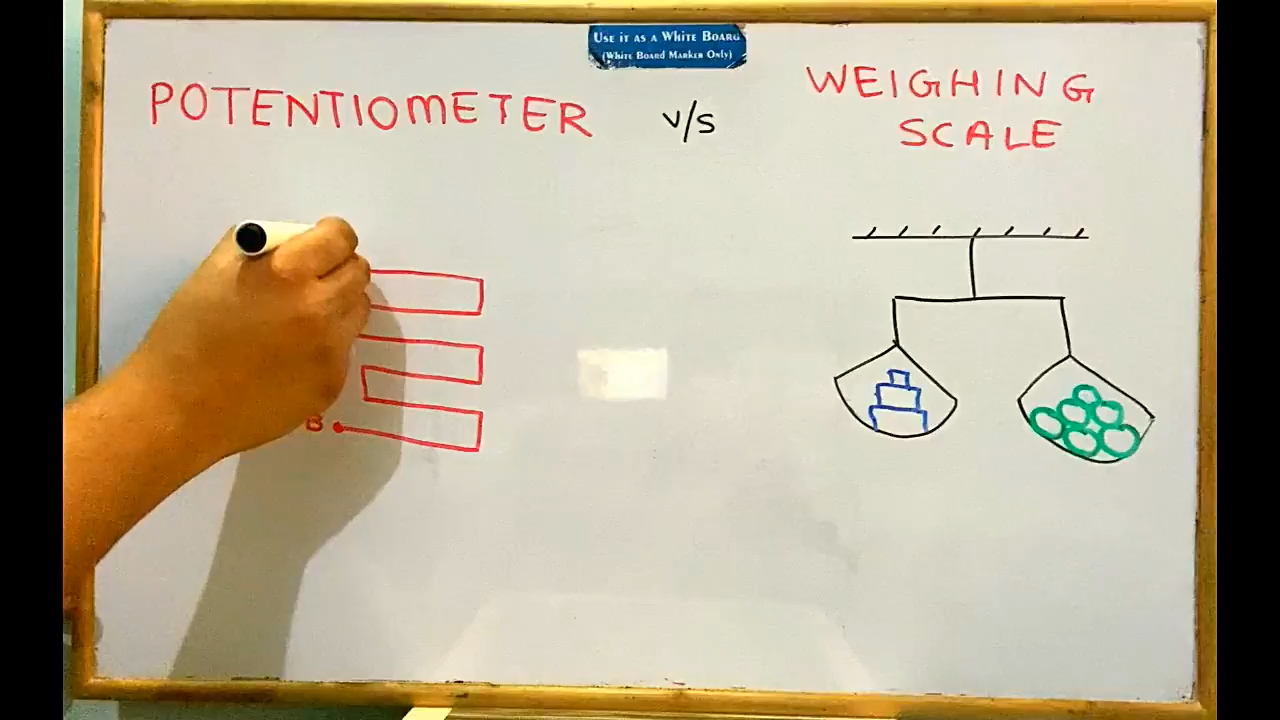 USE IT AS A WHITE BOARD
(WHITE BOARD MARKER ONLY)
POTENTIOMETER
V/S
WEIGHING
SCALE
B